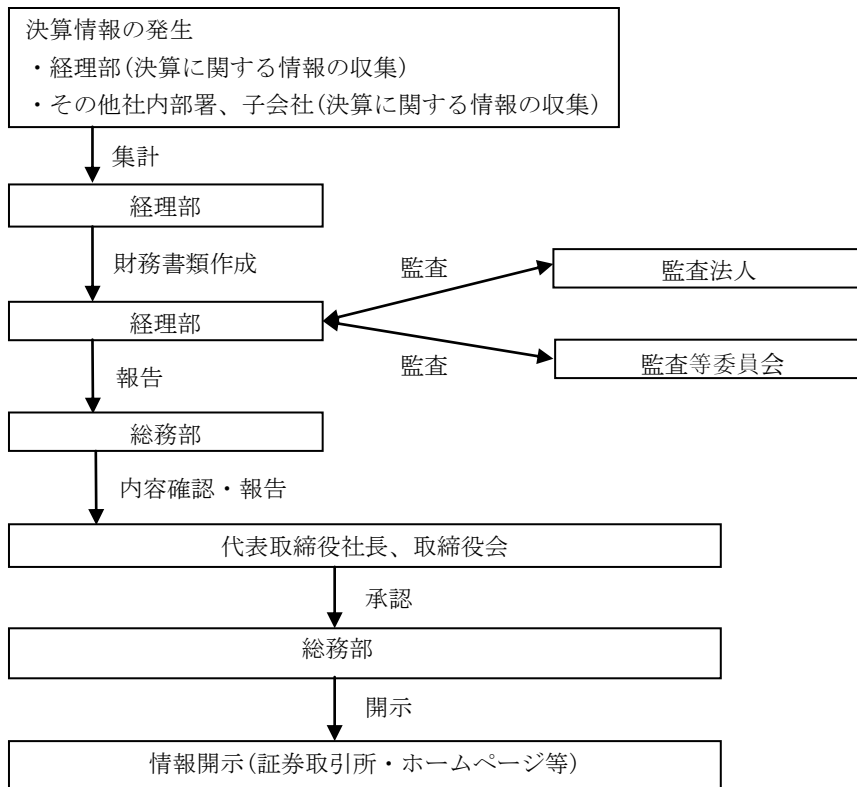 決算情報の発生
・経理部(決算に関する情報の収集)
・その他社内部署、子会社(決算に関する情報の収集)
集計
経理部
財務書類作成
監査
監査法人
経理部
監査
監査等委員会
報告
総務部
内容確認・報告
代表取締役社長、取締役会
承認
総務部
開示
情報開示(証券取引所・ホームページ等)